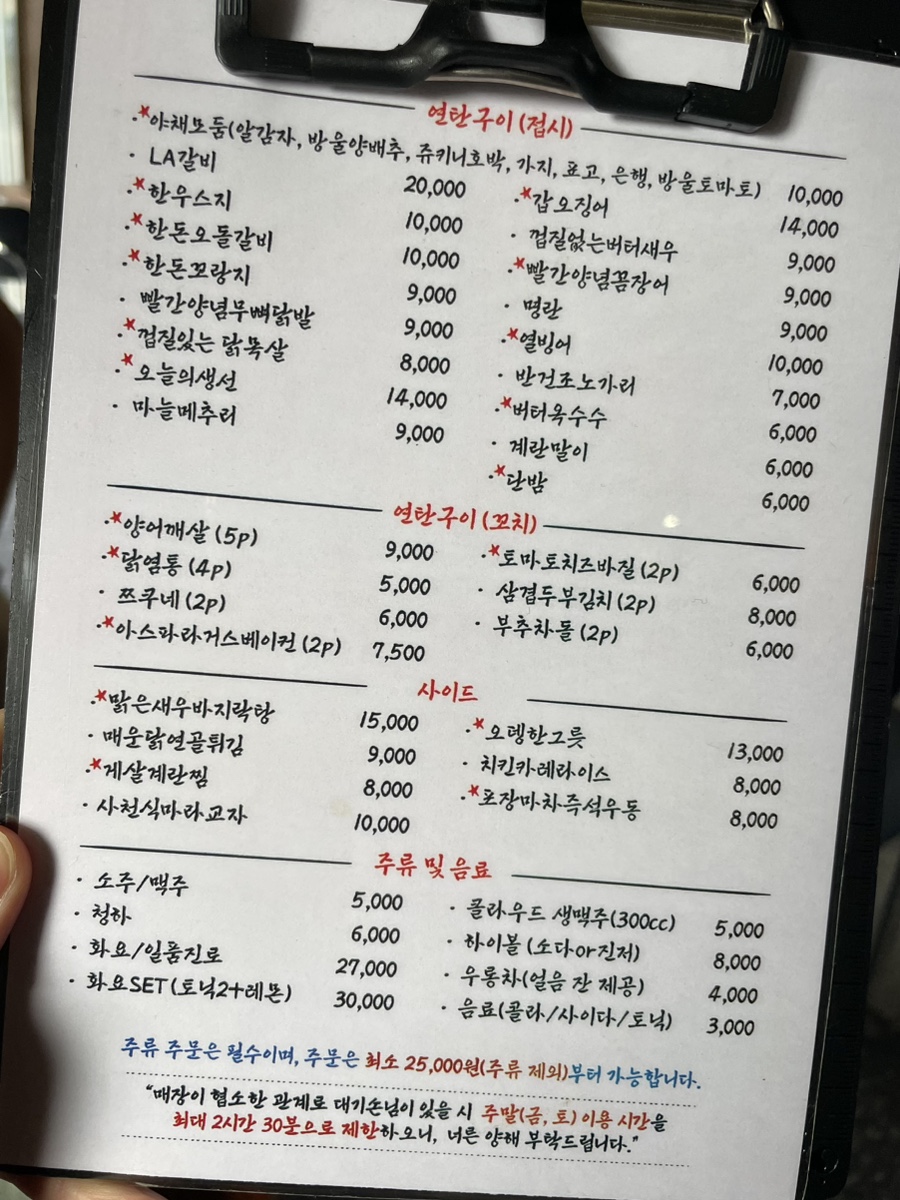 연탄구이(접시)
·★야채모둠(알감자, 방울양배추, 쥬키니호박, 가지, 표고, 은행, 방울토마토) 10,000
· LA갈비 20,000
·★한우스지 10,000
·★한돈오돌갈비 10,000
·★한돈꼬랑지 9,000
· 빨간양념무뼈닭발 9,000
·★껍질있는 닭목살 8,000
·★오늘의생선 14,000
· 마늘메추리 9,000
·★갑오징어 14,000
· 껍질없는버터새우 9,000
·★빨간양념꼼장어 9,000
· 명란 9,000
·★열빙어 10,000
· 반건조노가리 7,000
·★버터옥수수 6,000
· 계란말이 6,000
·★단밤 6,000
연탄구이(꼬치)
·★양어깨살 (5p) 9,000
·★닭염통 (4p) 5,000
· 쯔쿠네 (2p) 6,000
·★아스파라거스베이컨 (2p) 7,500
·★토마토치즈바질 (2p) 6,000
· 삼겹두부김치 (2p) 8,000
· 부추차돌 (2p) 6,000
사이드
·★맑은새우바지락탕 15,000
· 매운닭연골튀김 9,000
·★게살계란찜 8,000
· 사천식마라교자 10,000
·★오뎅한그릇 13,000
· 치킨카레라이스 8,000
·★포장마차즉석우동 8,000
주류 및 음료
· 소주/맥주 5,000
· 청하 6,000
· 화요/일품진로 27,000
· 화요SET(토닉2+레몬) 30,000
· 클라우드 생맥주(300cc) 5,000
· 하이볼 (소다or진저) 8,000
· 우롱차(얼음 잔 제공) 4,000
· 음료(콜라/사이다/토닉) 3,000
주류 주문은 필수이며, 주문은 최소 25,000원(주류 제외)부터 가능합니다.
"매장이 협소한 관계로 대기손님이 있을 시 주말(금, 토) 이용 시간을
최대 2시간 30분으로 제한하오니, 너른 양해 부탁드립니다."